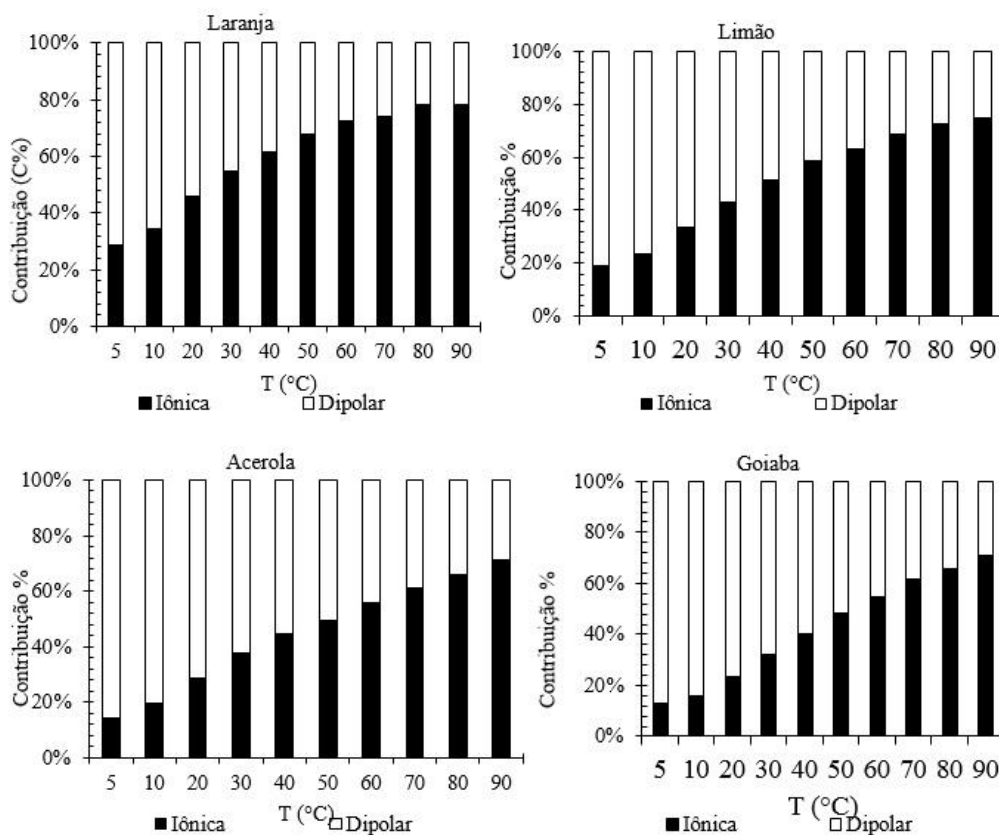 Laranja
Contribuição (C%)
100%
80%
60%
40%
20%
0%
5 10 20 30 40 50 60 70 80 90
T (°C)
Iônica Dipolar
Limão
Contribuição %
100%
80%
60%
40%
20%
0%
5 10 20 30 40 50 60 70 80 90
T (°C)
Iônica Dipolar
Acerola
Contribuição %
100%
80%
60%
40%
20%
0%
5 10 20 30 40 50 60 70 80 90
T (°C)
Iônica Dipolar
Goiaba
Contribuição %
100%
80%
60%
40%
20%
0%
5 10 20 30 40 50 60 70 80 90
T (°C)
Iônica Dipolar